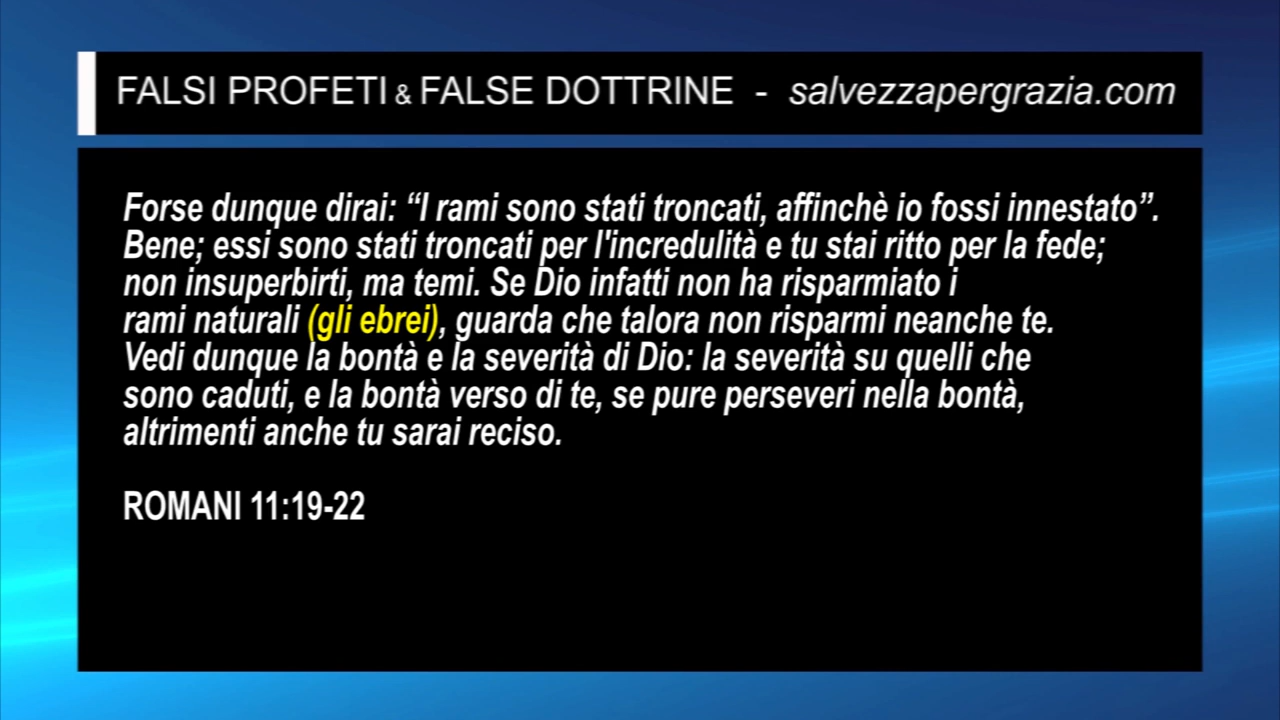 FALSI PROFETI & FALSE DOTTRINE - salvezzapergrazia.com
Forse dunque dirai: “I rami sono stati troncati, affinchè io fossi innestato”.
Bene; essi sono stati troncati per l'incredulità e tu stai ritto per la fede;
non insuperbirti, ma temi. Se Dio infatti non ha risparmiato i
rami naturali (gli ebrei), guarda che talora non risparmi neanche te.
Vedi dunque la bontà e la severità di Dio: la severità su quelli che
sono caduti, e la bontà verso di te, se pure perseveri nella bontà,
altrimenti anche tu sarai reciso.
ROMANI 11:19-22